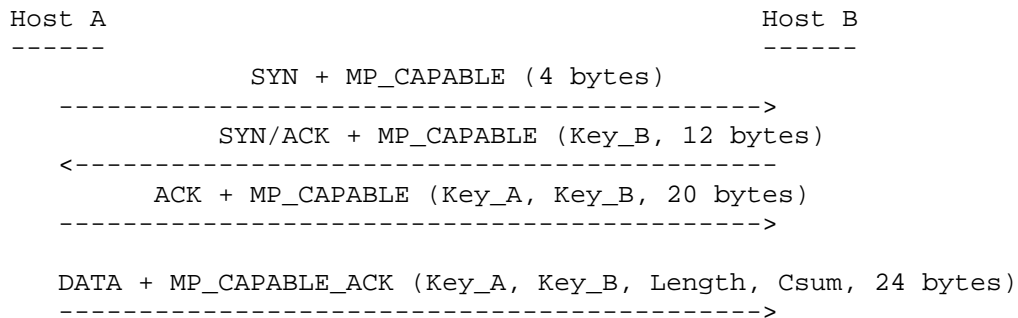 Host A Host B
------ ------
SYN + MP_CAPABLE (4 bytes)
-------------------------------------------->
SYN/ACK + MP_CAPABLE (Key_B, 12 bytes)
<--------------------------------------------
ACK + MP_CAPABLE (Key_A, Key_B, 20 bytes)
-------------------------------------------->
DATA + MP_CAPABLE_ACK (Key_A, Key_B, Length, Csum, 24 bytes)
-------------------------------------------->